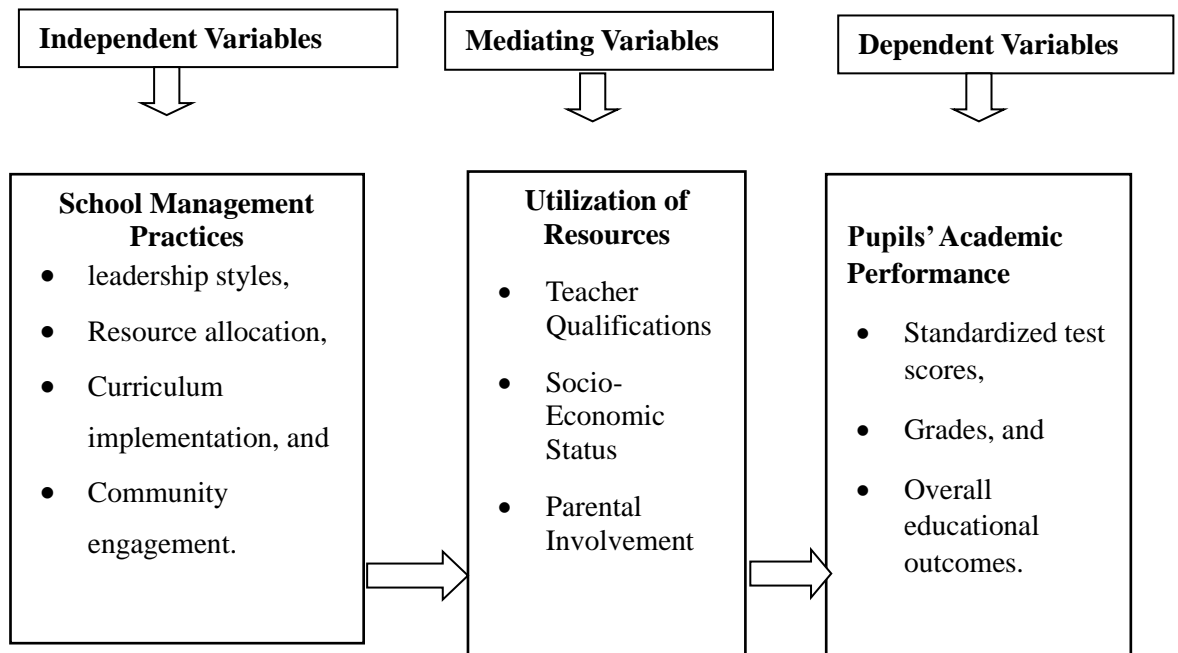 Independent Variables
Mediating Variables
Dependent Variables
School Management
Practices
• leadership styles,
• Resource allocation,
• Curriculum
implementation, and
• Community
engagement.
Utilization of
Resources
• Teacher
Qualifications
• Socio-
Economic
Status
• Parental
Involvement
Pupils’ Academic
Performance
• Standardized test
scores,
• Grades, and
• Overall
educational
outcomes.